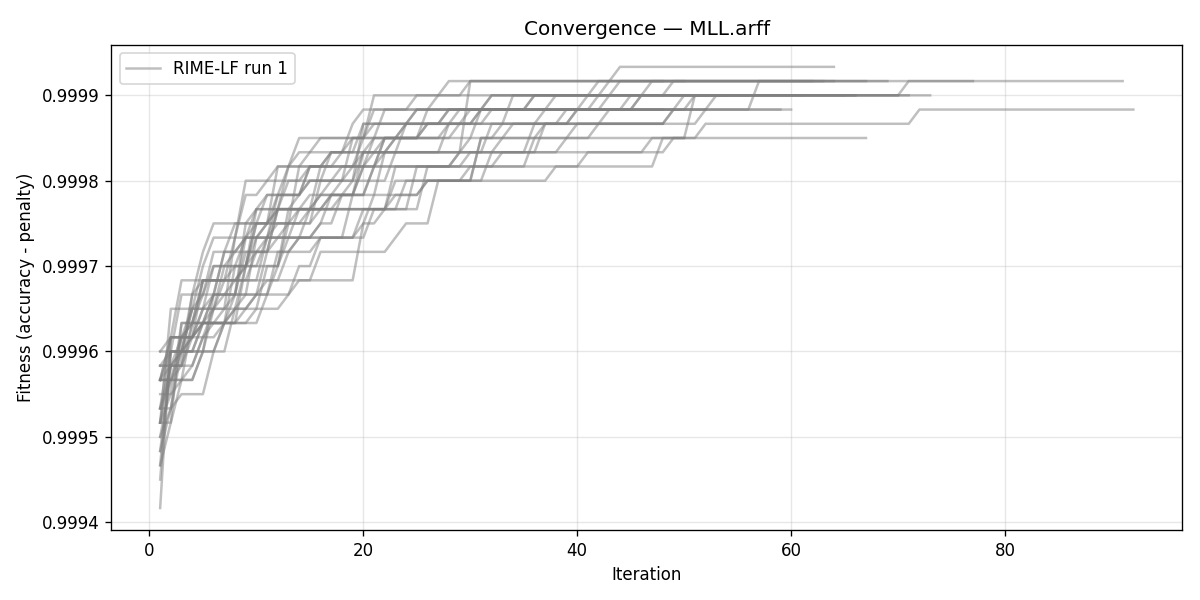 Convergence — MLL.arff
RIME-LF run 1
Fitness (accuracy - penalty)
0.9999
0.9998
0.9997
0.9996
0.9995
0.9994
0 20 40 60 80
Iteration